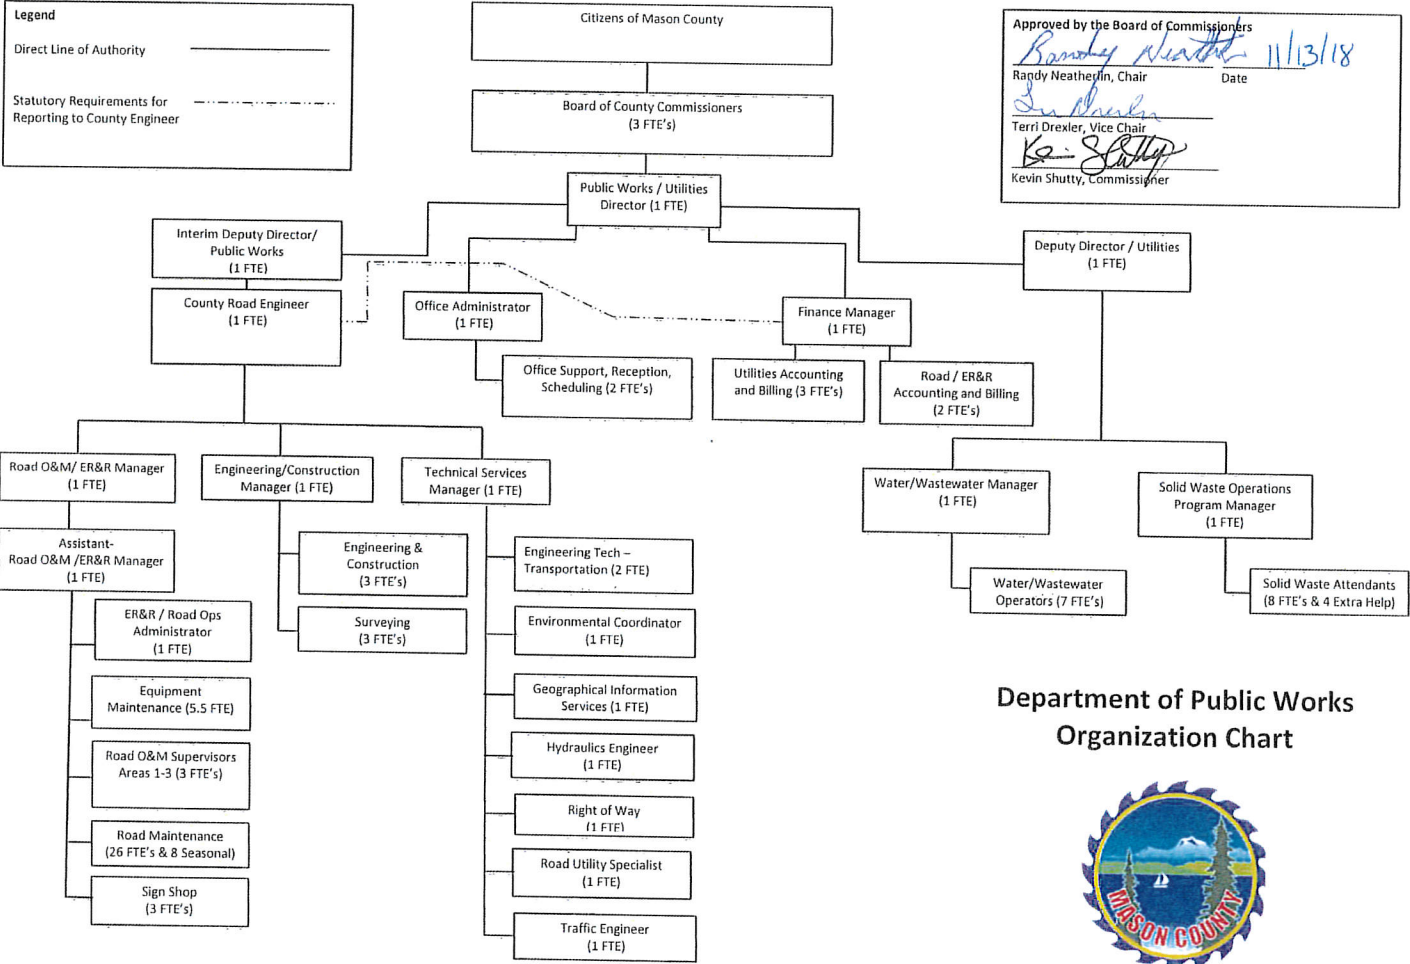 Legend
Direct Line of Authority
Statutory Requirements for
Reporting to County Engineer
Citizens of Mason County
Board of County Commissioners
(3 FTE's)
Approved by the Board of Commissioners
Randy Neatherlin 11/13/18
Randy Neatherlin, Chair Date
Terri Drexler, Vice Chair
Kevin Shutty
Kevin Shutty, Commissioner
Public Works / Utilities
Director (1 FTE)
Interim Deputy Director/
Public Works
(1 FTE)
County Road Engineer
(1 FTE)
Office Administrator
(1 FTE)
Office Support, Reception,
Scheduling (2 FTE's)
Finance Manager
(1 FTE)
Utilities Accounting
and Billing (3 FTE's)
Road / ER&R
Accounting and Billing
(2 FTE's)
Deputy Director / Utilities
(1 FTE)
Road O&M/ ER&R Manager
(1 FTE)
Assistant-
Road O&M /ER&R Manager
(1 FTE)
ER&R / Road Ops
Administrator
(1 FTE)
Equipment
Maintenance (5.5 FTE)
Road O&M Supervisors
Areas 1-3 (3 FTE's)
Road Maintenance
(26 FTE's & 8 Seasonal)
Sign Shop
(3 FTE's)
Engineering/Construction
Manager (1 FTE)
Engineering &
Construction
(3 FTE's)
Surveying
(3 FTE's)
Technical Services
Manager (1 FTE)
Engineering Tech –
Transportation (2 FTE)
Environmental Coordinator
(1 FTE)
Geographical Information
Services (1 FTE)
Hydraulics Engineer
(1 FTE)
Right of Way
(1 FTE)
Road Utility Specialist
(1 FTE)
Traffic Engineer
(1 FTE)
Water/Wastewater Manager
(1 FTE)
Water/Wastewater
Operators (7 FTE's)
Solid Waste Operations
Program Manager
(1 FTE)
Solid Waste Attendants
(8 FTE's & 4 Extra Help)
Department of Public Works
Organization Chart
MASON COUNTY